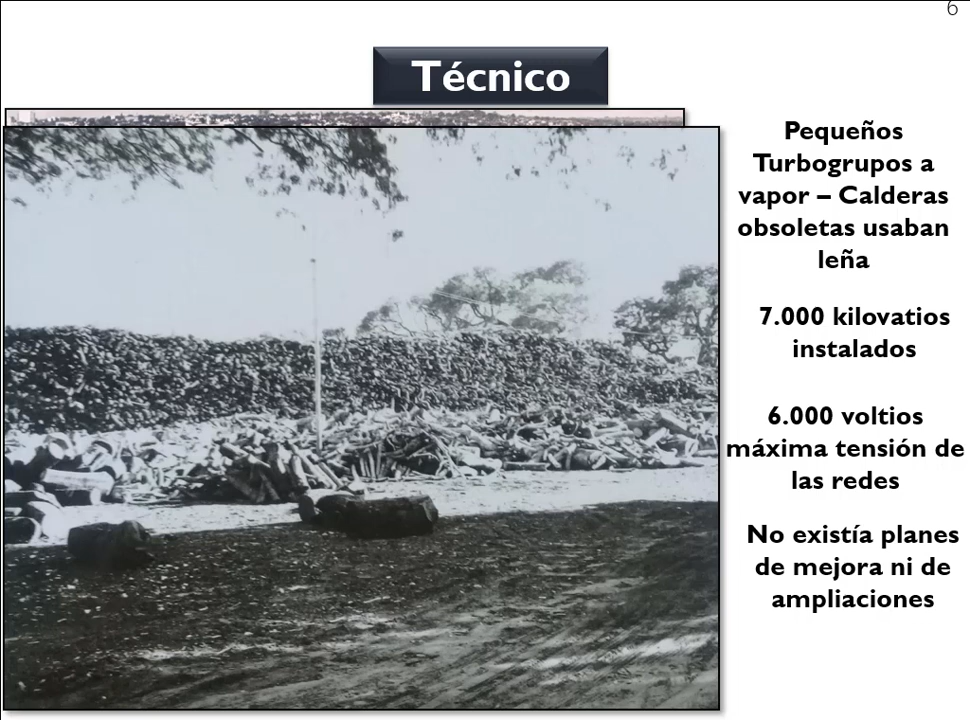 6
Técnico
Pequeños
Turbogrupos a
vapor – Calderas
obsoletas usaban
leña
7.000 kilovatios
instalados
6.000 voltios
máxima tensión de
las redes
No existía planes
de mejora ni de
ampliaciones